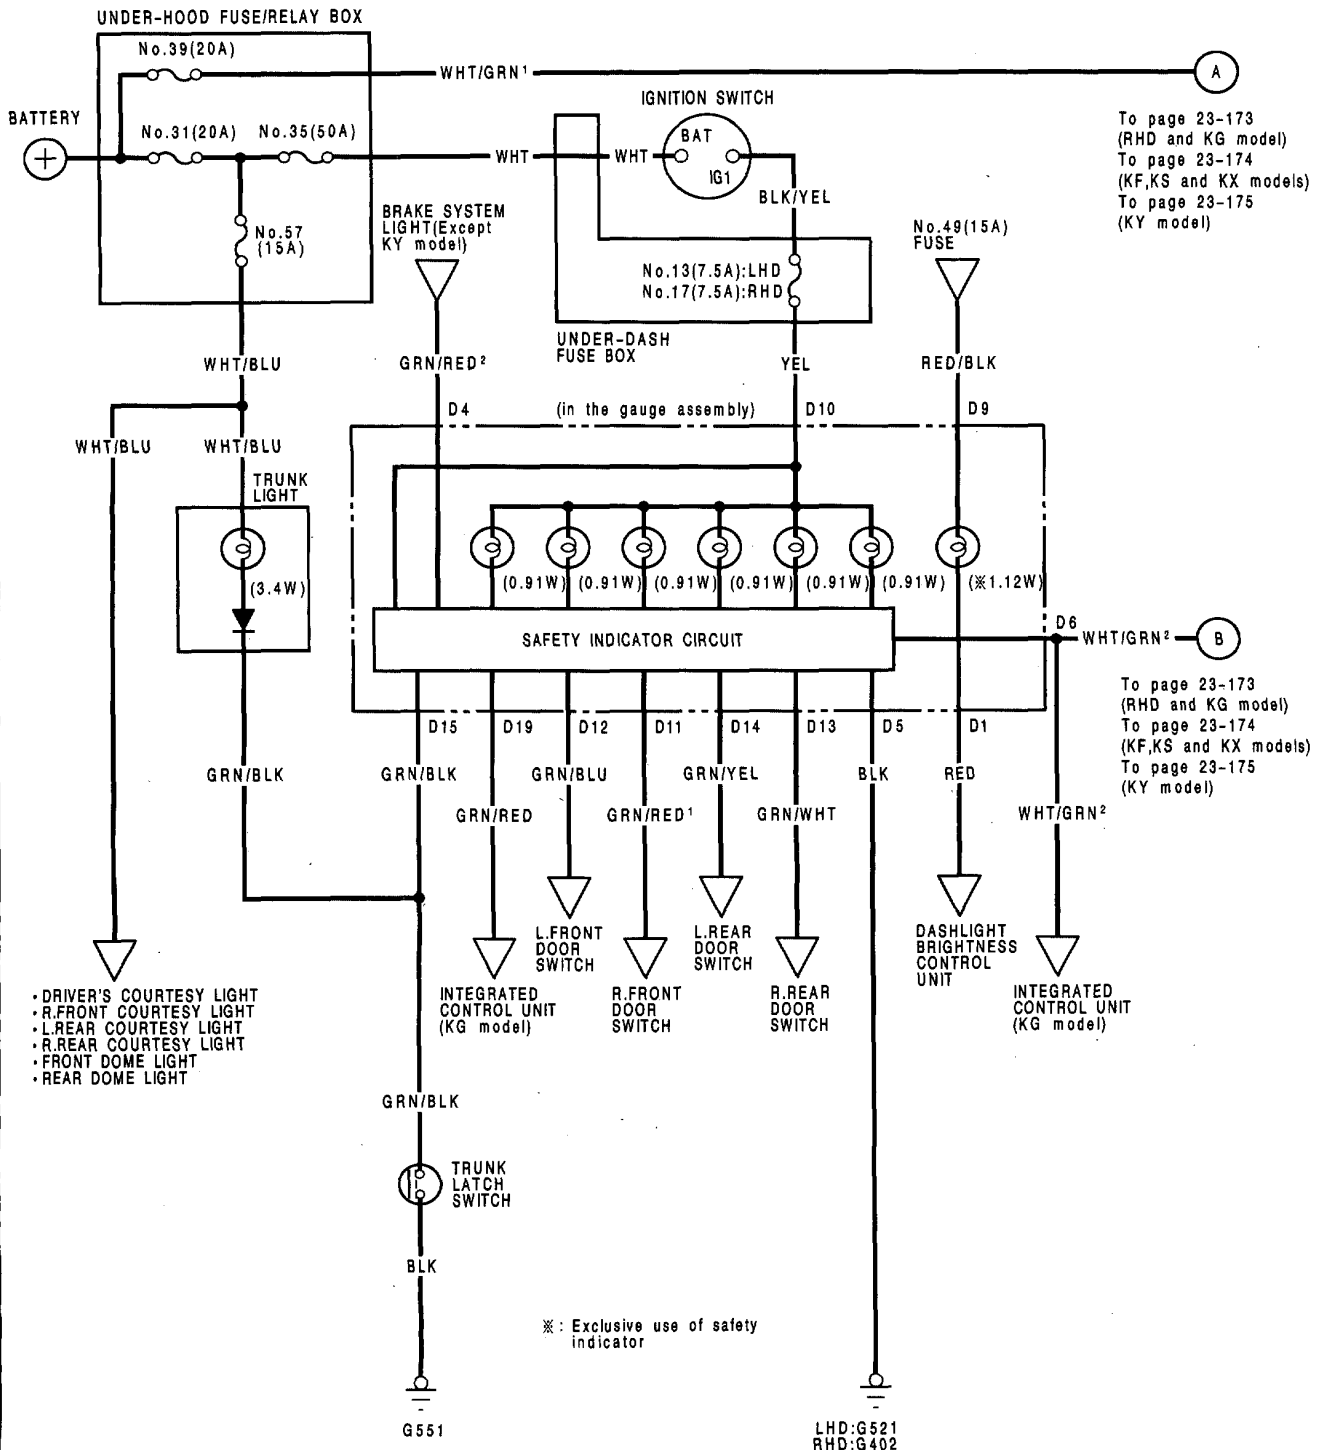 UNDER-HOOD FUSE/RELAY BOX
No.39(20A)
WHT/GRN¹
A
BATTERY
+
No.31(20A)
No.35(50A)
WHT
WHT
IGNITION SWITCH
BAT
IG1
BLK/YEL
To page 23-173
(RHD and KG model)
To page 23-174
(KF,KS and KX models)
To page 23-175
(KY model)
No.57
(15A)
BRAKE SYSTEM
LIGHT(Except
KY model)
No.13(7.5A):LHD
No.17(7.5A):RHD
No.49(15A)
FUSE
UNDER-DASH
FUSE BOX
WHT/BLU
GRN/RED²
YEL
RED/BLK
D4
(in the gauge assembly)
D10
D9
WHT/BLU
WHT/BLU
TRUNK
LIGHT
(3.4W)
(0.91W)
(0.91W)
(0.91W)
(0.91W)
(0.91W)
(0.91W)
(※1.12W)
SAFETY INDICATOR CIRCUIT
D6
WHT/GRN²
B
To page 23-173
(RHD and KG model)
To page 23-174
(KF,KS and KX models)
To page 23-175
(KY model)
D15
D19
D12
D11
D14
D13
D5
D1
GRN/BLK
GRN/BLK
GRN/BLU
GRN/YEL
BLK
RED
GRN/RED
GRN/RED¹
GRN/WHT
WHT/GRN²
L.FRONT
DOOR
SWITCH
L.REAR
DOOR
SWITCH
DASHLIGHT
BRIGHTNESS
CONTROL
UNIT
INTEGRATED
CONTROL UNIT
(KG model)
R.FRONT
DOOR
SWITCH
R.REAR
DOOR
SWITCH
INTEGRATED
CONTROL UNIT
(KG model)
•DRIVER'S COURTESY LIGHT
•R.FRONT COURTESY LIGHT
•L.REAR COURTESY LIGHT
•R.REAR COURTESY LIGHT
•FRONT DOME LIGHT
•REAR DOME LIGHT
GRN/BLK
TRUNK
LATCH
SWITCH
BLK
※: Exclusive use of safety
indicator
G551
LHD:G521
RHD:G402